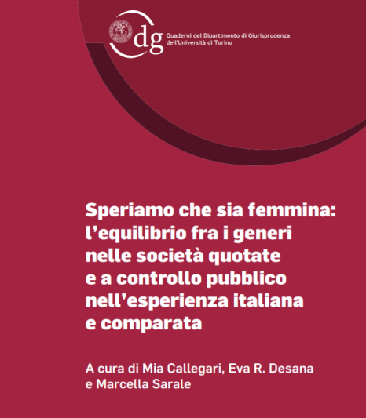 dg
Quaderni del Dipartimento di Giurisprudenza
dell'Università di Torino
Speriamo che sia femmina:
l'equilibrio fra i generi
nelle società quotate
e a controllo pubblico
nell'esperienza italiana
e comparata
A cura di Mia Callegari, Eva R. Desana
e Marcella Sarale